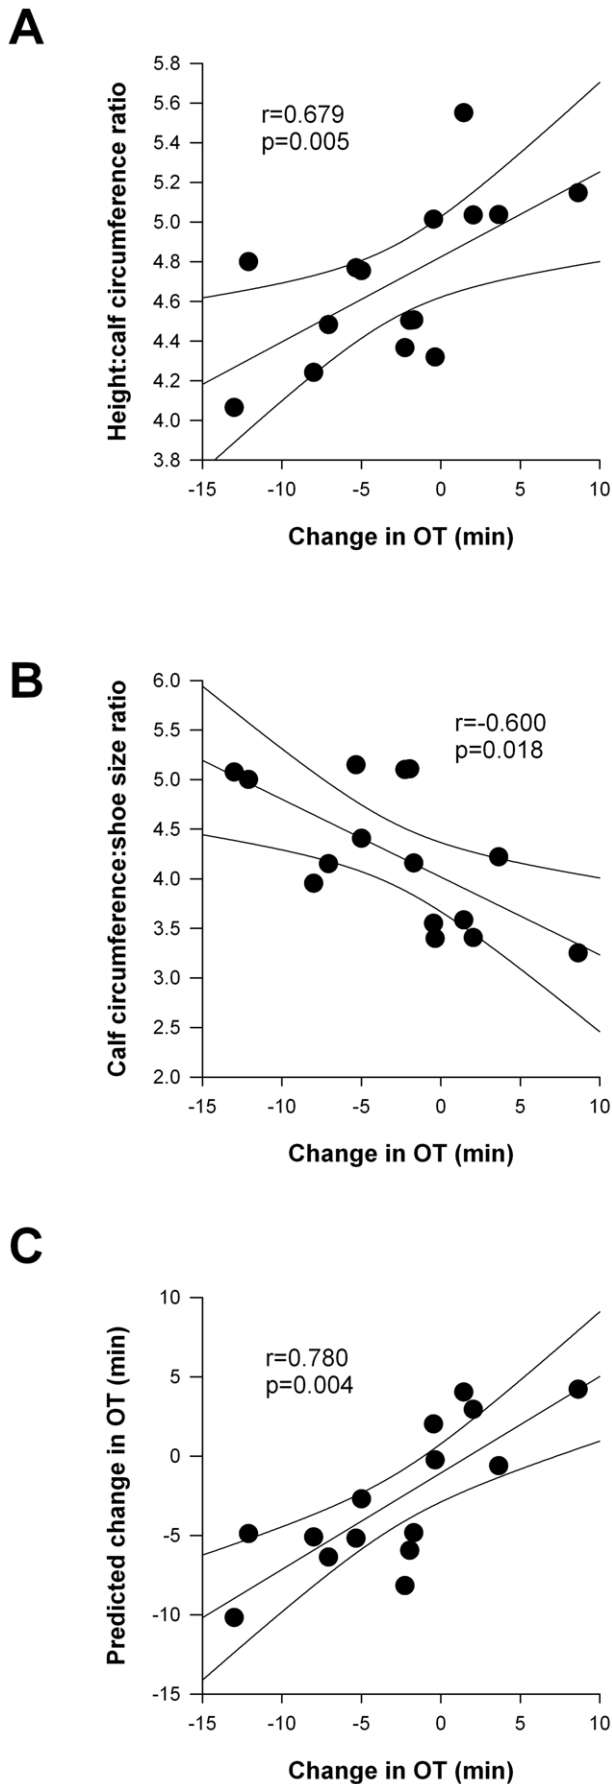 A
Height:calf circumference ratio
5.8
5.6
5.4
5.2
5.0
4.8
4.6
4.4
4.2
4.0
3.8
r=0.679
p=0.005
-15 -10 -5 0 5 10
Change in OT (min)
B
Calf circumference:shoe size ratio
6.0
5.5
5.0
4.5
4.0
3.5
3.0
2.5
2.0
r=-0.600
p=0.018
-15 -10 -5 0 5 10
Change in OT (min)
C
Predicted change in OT (min)
10
5
0
-5
-10
-15
r=0.780
p=0.004
-15 -10 -5 0 5 10
Change in OT (min)